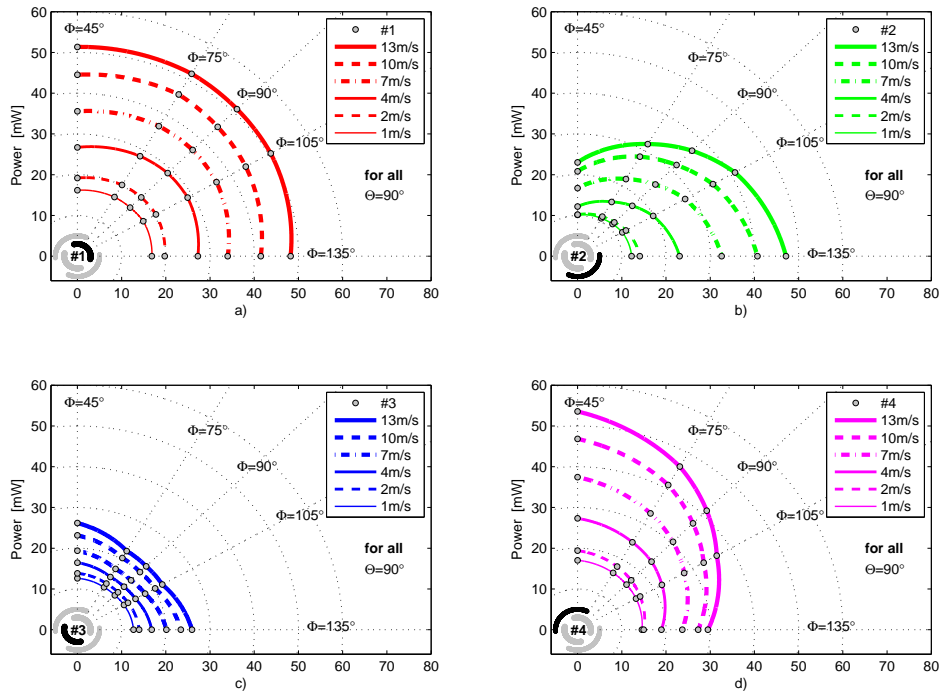 60
50
40
30
20
10
0
Power [mW]
Φ=45°
Φ=75°
Φ=90°
Φ=105°
Φ=135°
#1
13m/s
10m/s
7m/s
4m/s
2m/s
1m/s
for all
Θ=90°
#1
0 10 20 30 40 50 60 70 80
a)
60
50
40
30
20
10
0
Power [mW]
Φ=45°
Φ=75°
Φ=90°
Φ=105°
Φ=135°
#2
13m/s
10m/s
7m/s
4m/s
2m/s
1m/s
for all
Θ=90°
#2
0 10 20 30 40 50 60 70 80
b)
60
50
40
30
20
10
0
Power [mW]
Φ=45°
Φ=75°
Φ=90°
Φ=105°
Φ=135°
#3
13m/s
10m/s
7m/s
4m/s
2m/s
1m/s
for all
Θ=90°
#3
0 10 20 30 40 50 60 70 80
c)
60
50
40
30
20
10
0
Power [mW]
Φ=45°
Φ=75°
Φ=90°
Φ=105°
Φ=135°
#4
13m/s
10m/s
7m/s
4m/s
2m/s
1m/s
for all
Θ=90°
#4
0 10 20 30 40 50 60 70 80
d)